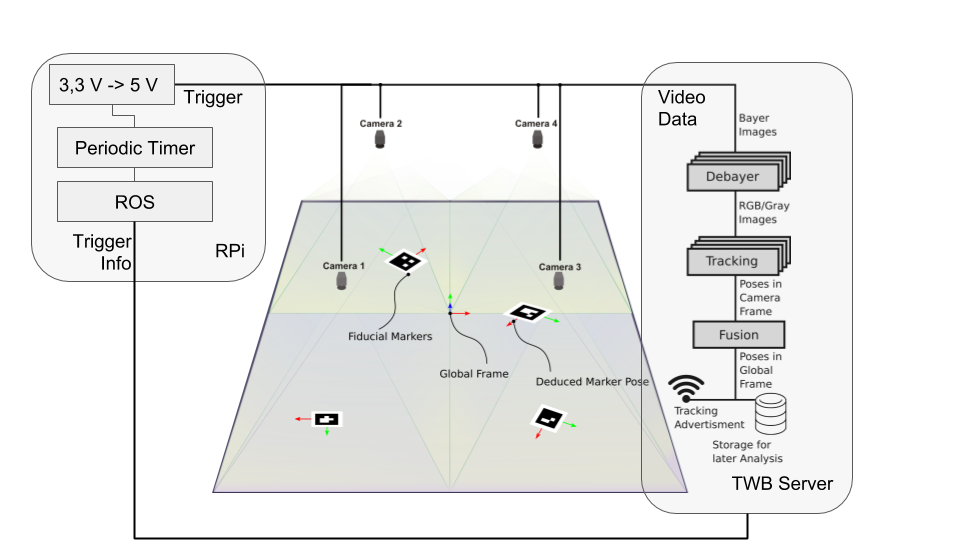 3,3 V -> 5 V
Trigger
Periodic Timer
ROS
Trigger
Info
RPi
Camera 2
Camera 4
Camera 1
Camera 3
Fiducial Markers
Global Frame
Deduced Marker Pose
Video
Data
Bayer
Images
Debayer
RGB/Gray
Images
Tracking
Poses in
Camera
Frame
Fusion
Poses in
Global
Frame
Tracking
Advertisment
Storage for
later Analysis
TWB Server